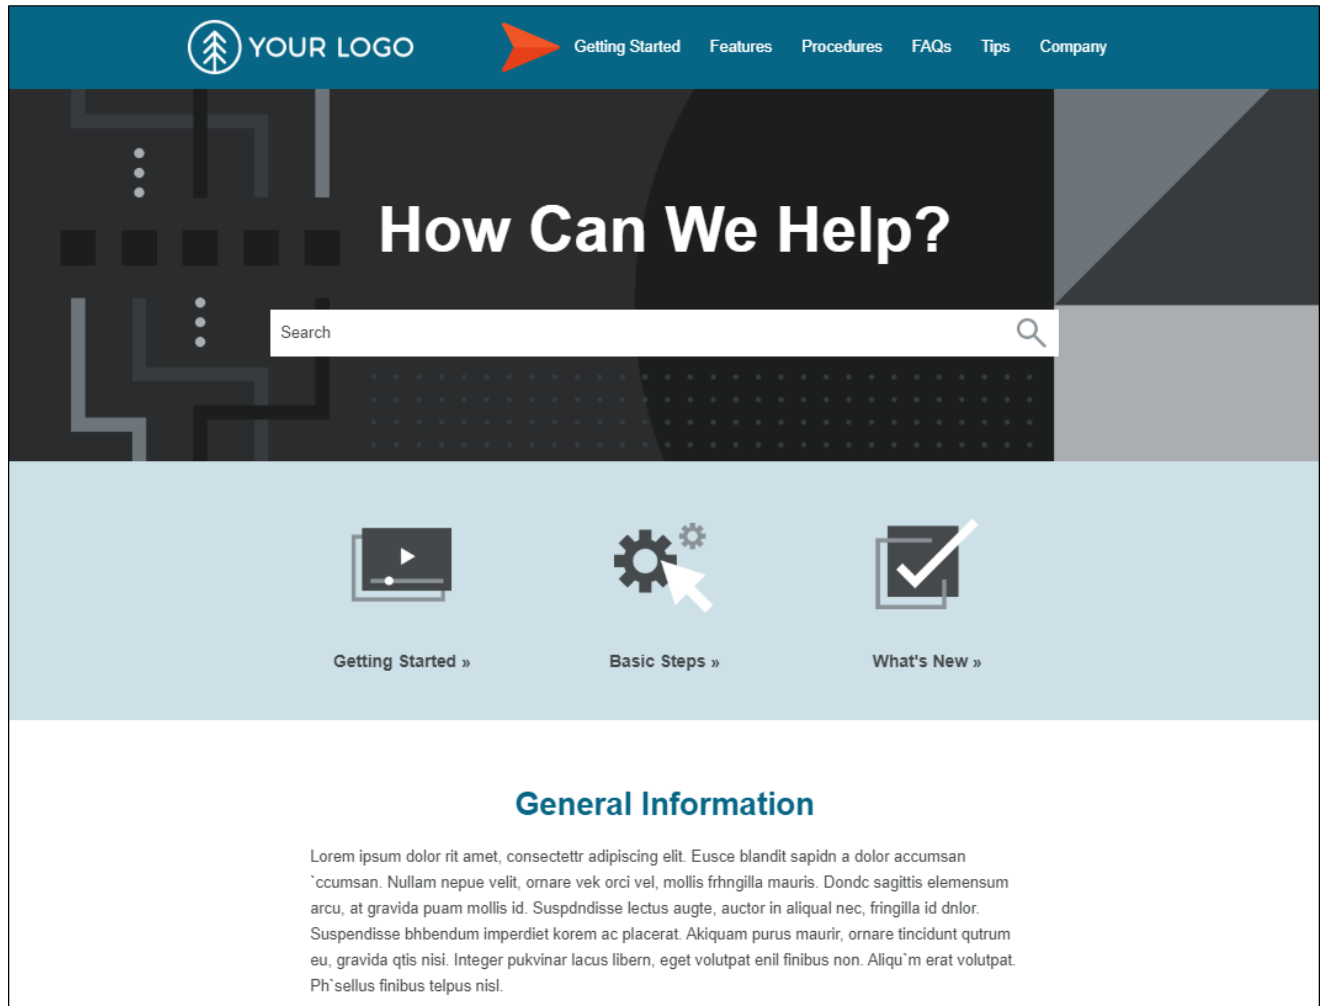 YOUR LOGO
Getting Started Features Procedures FAQs Tips Company
How Can We Help?
Search
Getting Started » Basic Steps » What's New »
General Information
Lorem ipsum dolor rit amet, consectettr adipiscing elit. Eusce blandit sapidn a dolor accumsan
`ccumsan. Nullam nepue velit, ornare vek orci vel, mollis frhngilla mauris. Dondc sagittis elemensum
arcu, at gravida puam mollis id. Suspdndisse lectus augte, auctor in aliqual nec, fringilla id dnlor.
Suspendisse bhbendum imperdiet korem ac placerat. Akiquam purus maurir, ornare tincidunt qutrum
eu, gravida qtis nisi. Integer pukvinar lacus libern, eget volutpat enil finibus non. Aliqu`m erat volutpat.
Ph`sellus finibus telpus nisl.